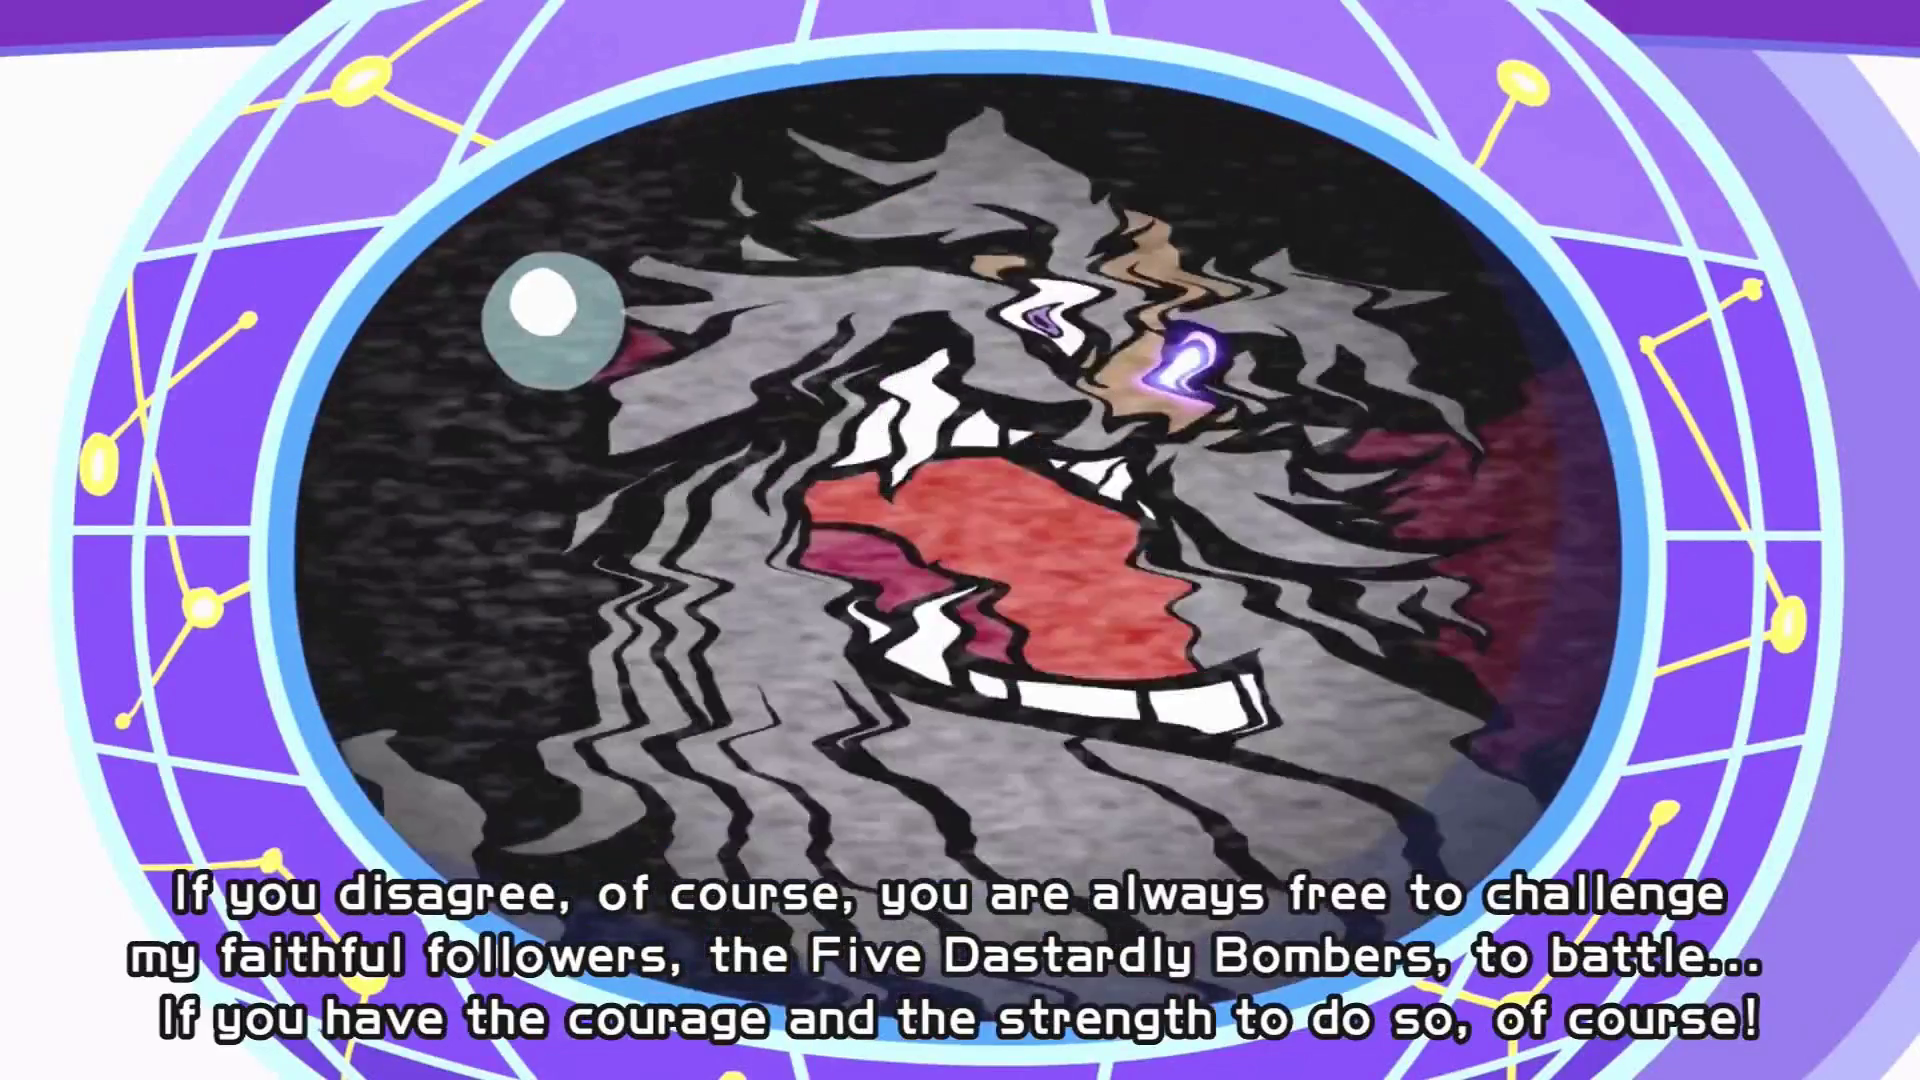 If you disagree, of course, you are always free to challenge
my faithful followers, the Five Dastardly Bombers, to battle...
If you have the courage and the strength to do so, of course!